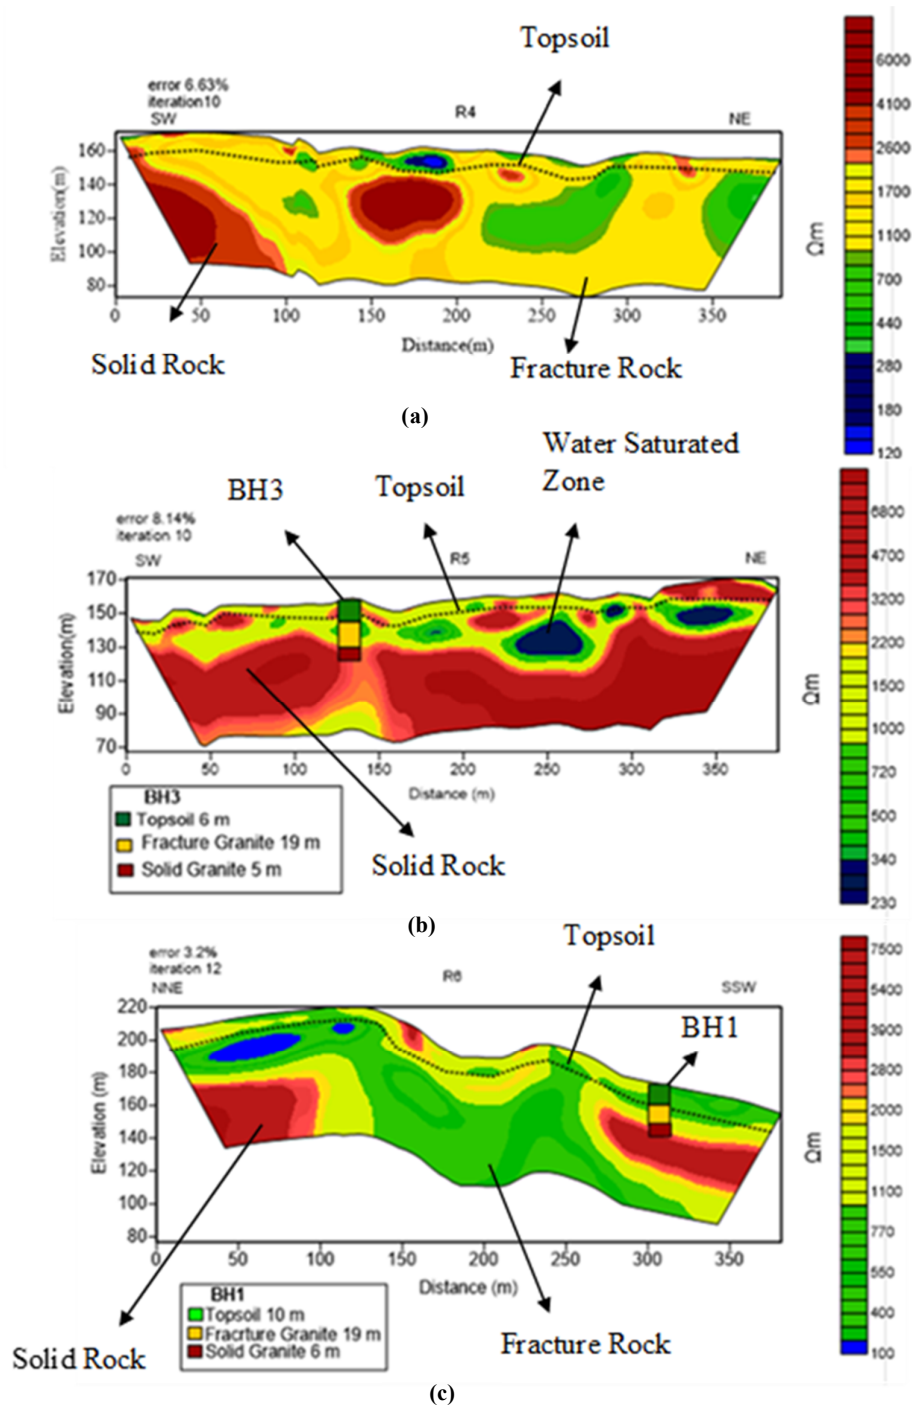 Topsoil
error 6.63%
iteration10
SW
R4
NE
6000
4100
2600
1700
1100
700
440
280
180
120
Ωm
160
140
120
100
80
Elevation(m)
0
50
100
150
200
250
300
350
Distance(m)
Solid Rock
Fracture Rock
(a)
Water Saturated
Zone
BH3
Topsoil
error 8.14%
iteration 10
SW
R5
NE
6800
4700
3200
2200
1500
1000
720
500
340
230
Ωm
170
150
130
110
90
70
Elevation(m)
0
50
100
150
200
250
300
350
Distance (m)
BH3
Topsoil 6 m
Fracture Granite 19 m
Solid Granite 5 m
Solid Rock
(b)
Topsoil
error 3.2%
iteration 12
NNE
R6
SSW
BH1
7500
5400
3900
2800
2000
1500
1100
770
550
400
100
Ωm
220
200
180
160
140
120
100
80
Elevation (m)
0
50
100
150
200
250
300
350
Distance (m)
BH1
Topsoil 10 m
Fracrture Granite 19 m
Solid Granite 6 m
Solid Rock
Fracture Rock
(c)